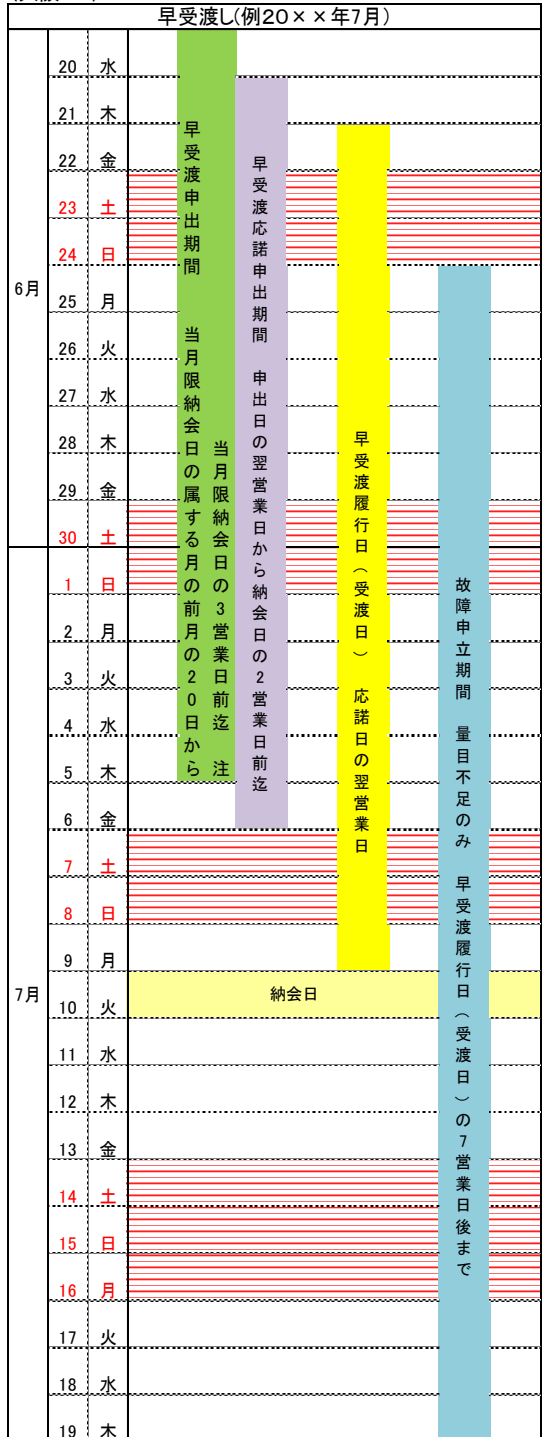 早受渡し(例20××年7月)
6月
20 水
21 木
22 金
23 土
24 日
25 月
26 火
27 水
28 木
29 金
30 土
7月
1 日
2 月
3 火
4 水
5 木
6 金
7 土
8 日
9 月
10 火
11 水
12 木
13 金
14 土
15 日
16 月
17 火
18 水
19 木
早受渡申出期間 当月限納会日の属する月の前月の20日から
当月限納会日の3営業日前迄 注
早受渡応諾申出期間 申出日の翌営業日から納会日の2営業日前迄
早受渡履行日(受渡日) 応諾日の翌営業日
故障申立期間 量目不足のみ 早受渡履行日(受渡日)の7営業日後まで
納会日